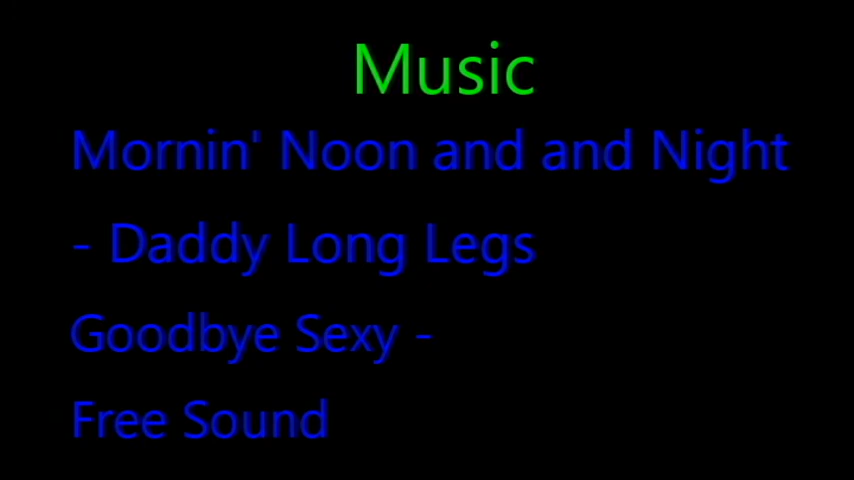 Music
Mornin' Noon and and Night
- Daddy Long Legs
Goodbye Sexy -
Free Sound